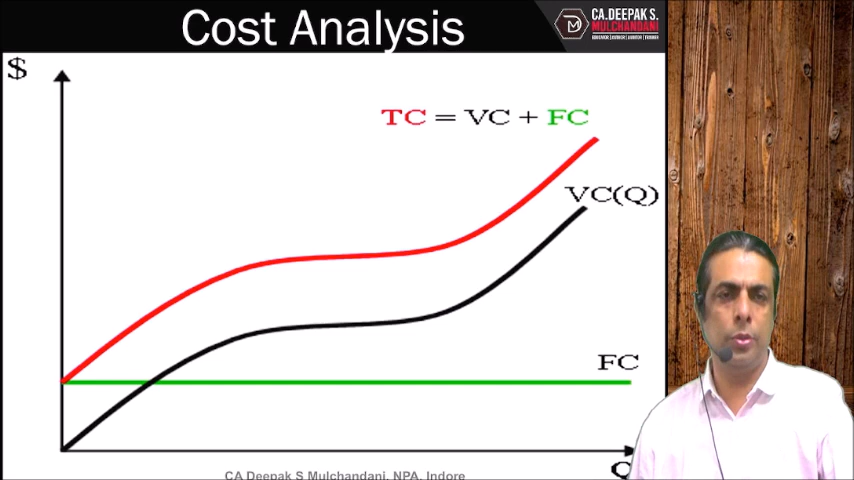 Cost Analysis
CA.DEEPAK S.
MULCHANDANI
$
TC = VC + FC
VC(Q)
FC
Q
CA Deepak S Mulchandani, NPA, Indore